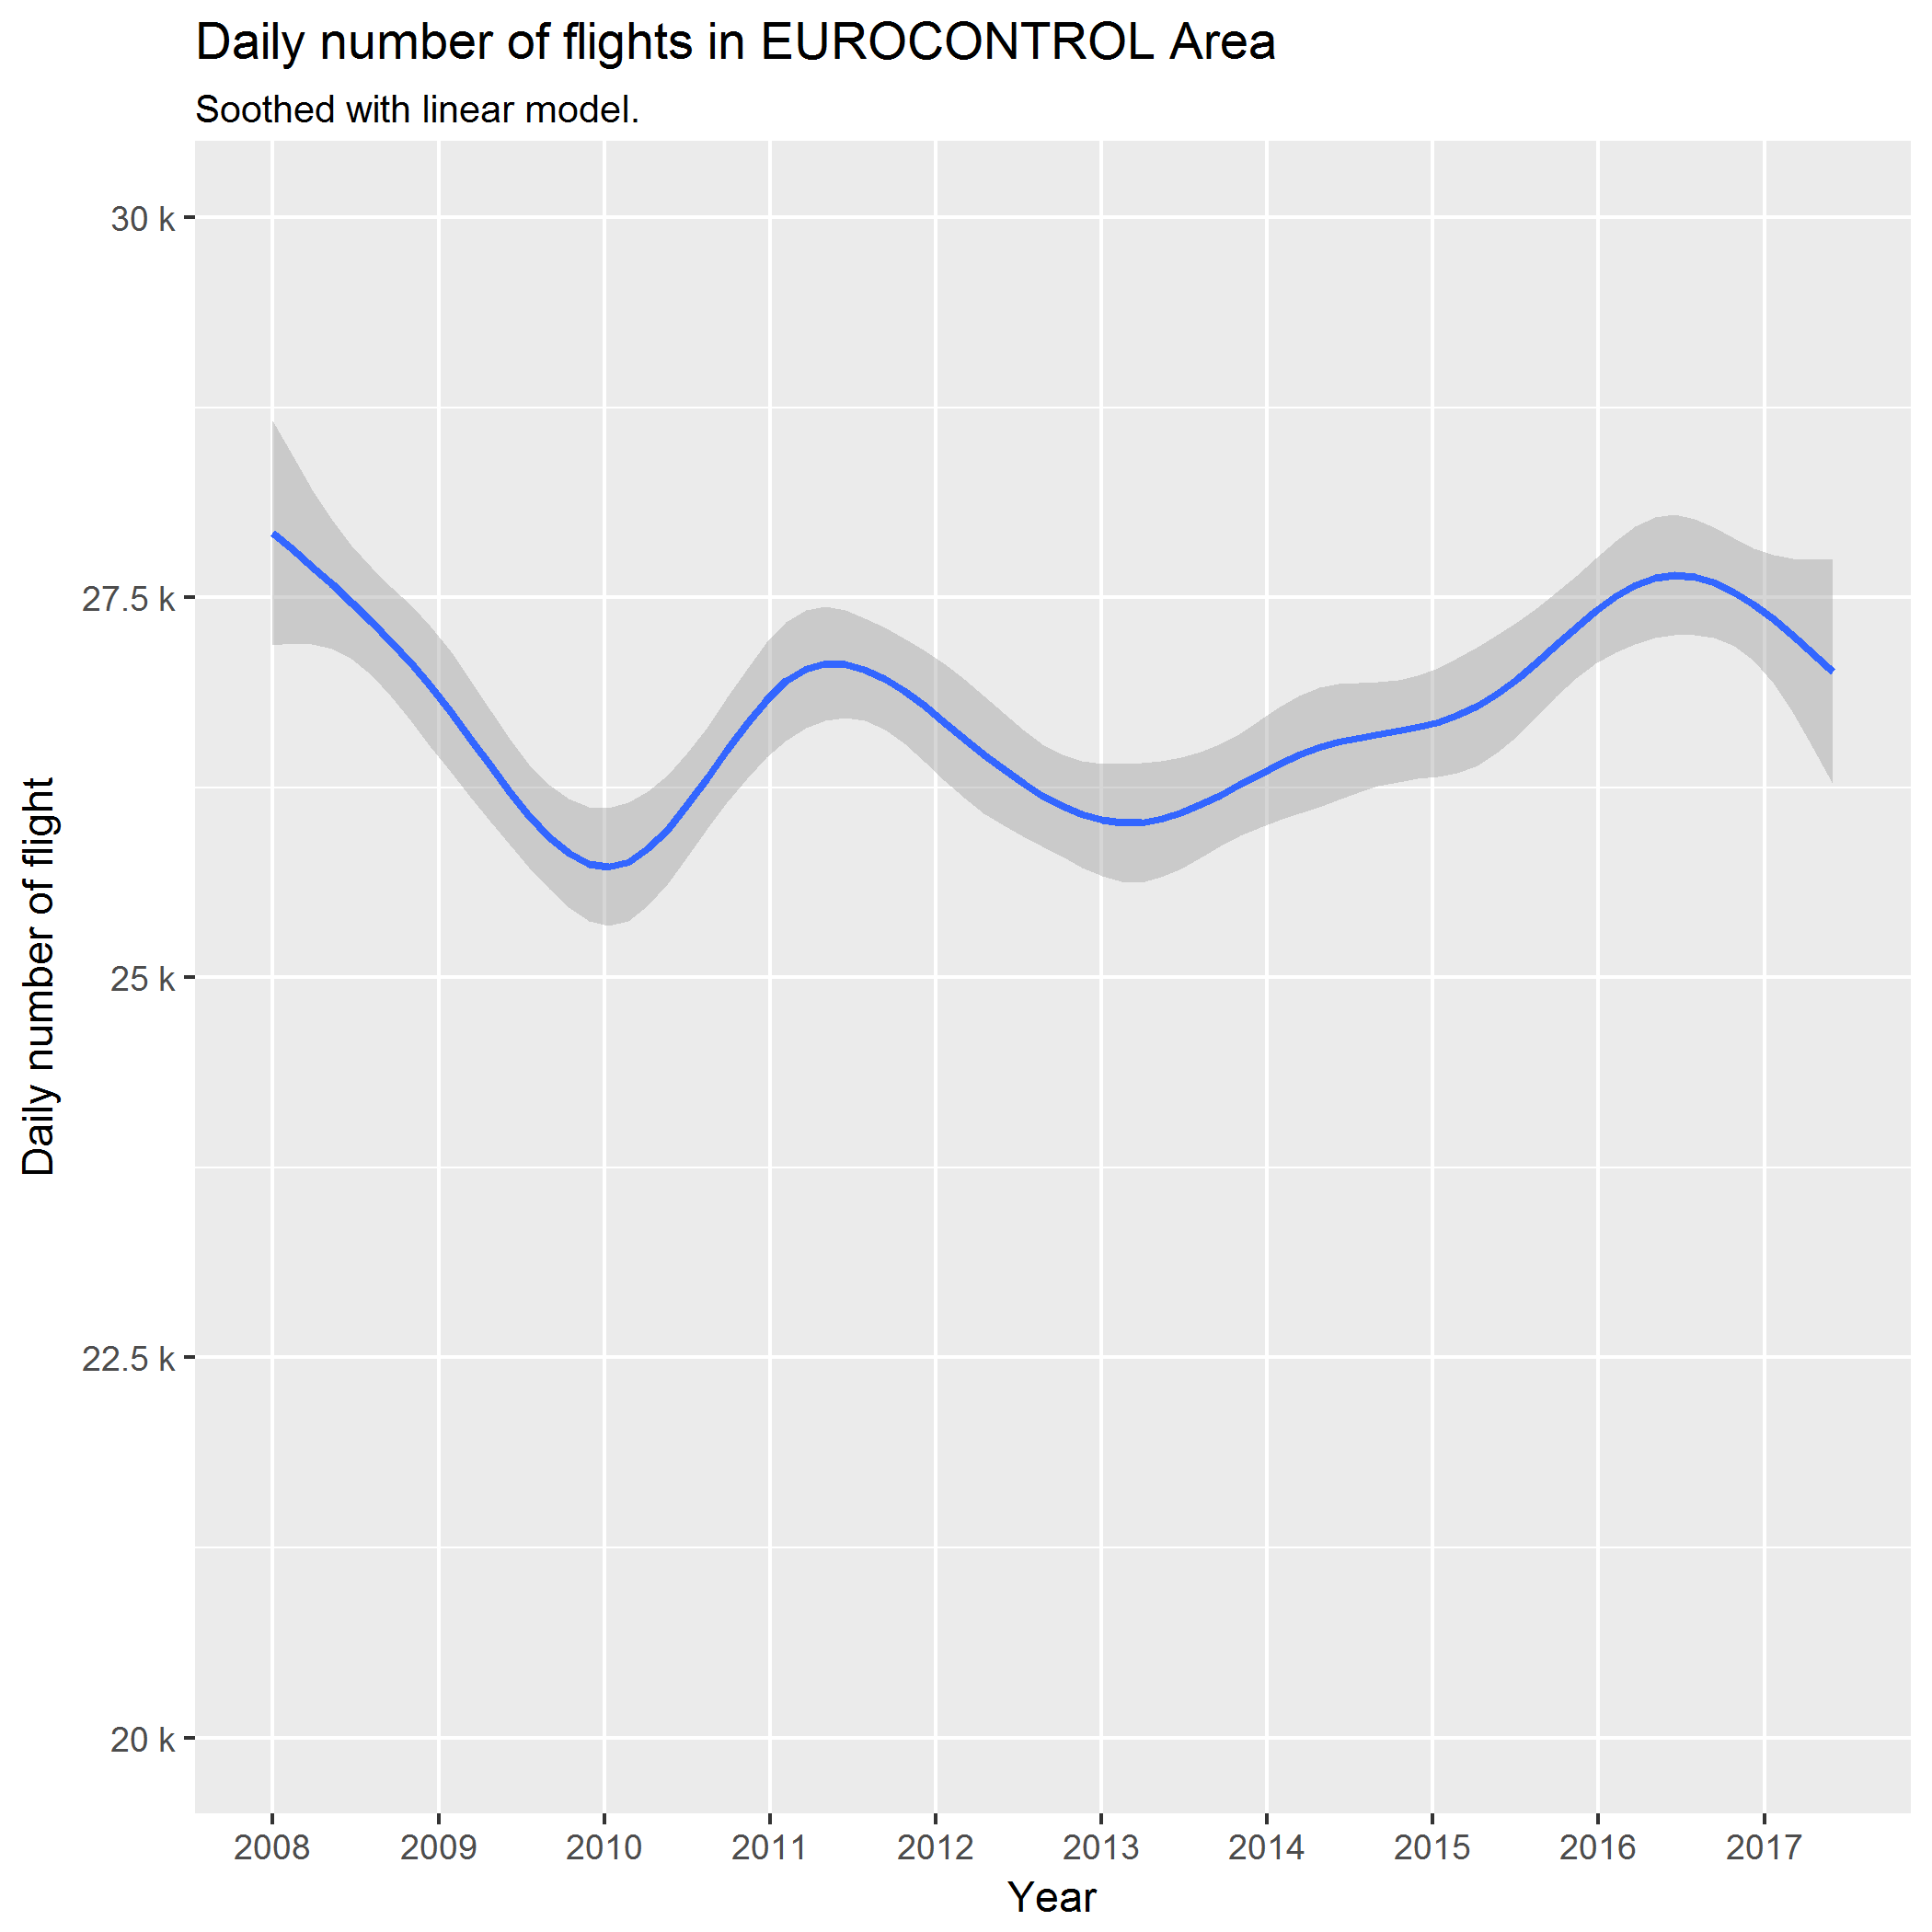 Daily number of flights in EUROCONTROL Area
Soothed with linear model.
Daily number of flight
30 k
27.5 k
25 k
22.5 k
20 k
2008 2009 2010 2011 2012 2013 2014 2015 2016 2017
Year